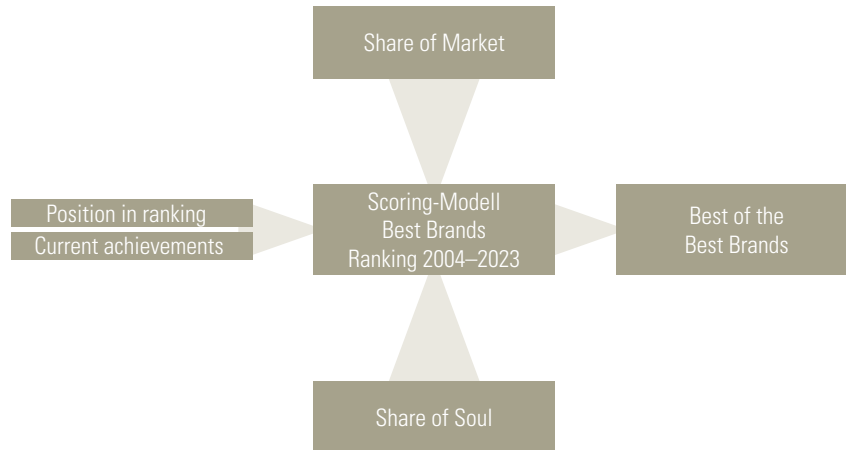 Share of Market
Position in ranking
Current achievements
Scoring-Modell
Best Brands
Ranking 2004–2023
Best of the
Best Brands
Share of Soul